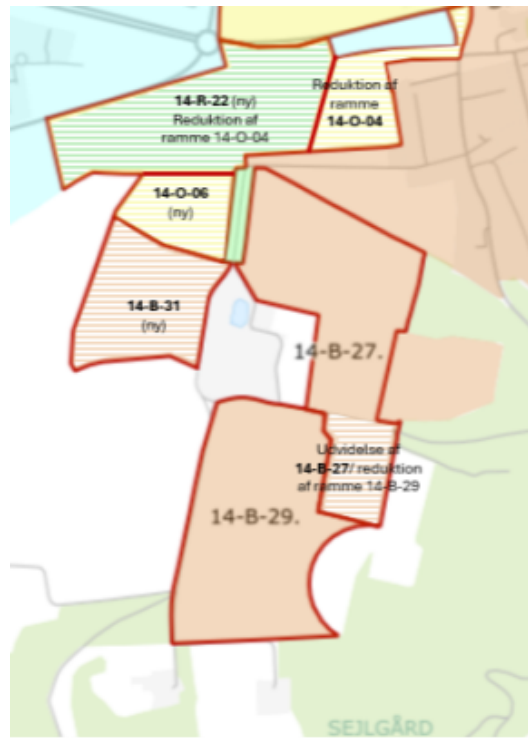 Reduktion af
ramme
14-O-04
14-R-22 (ny)
Reduktion af
ramme 14-O-04
14-O-06
(ny)
14-B-31
(ny)
14-B-27.
Udvidelse af
14-B-27/ reduktion
af ramme 14-B-29
14-B-29.
SEJLGÅRD